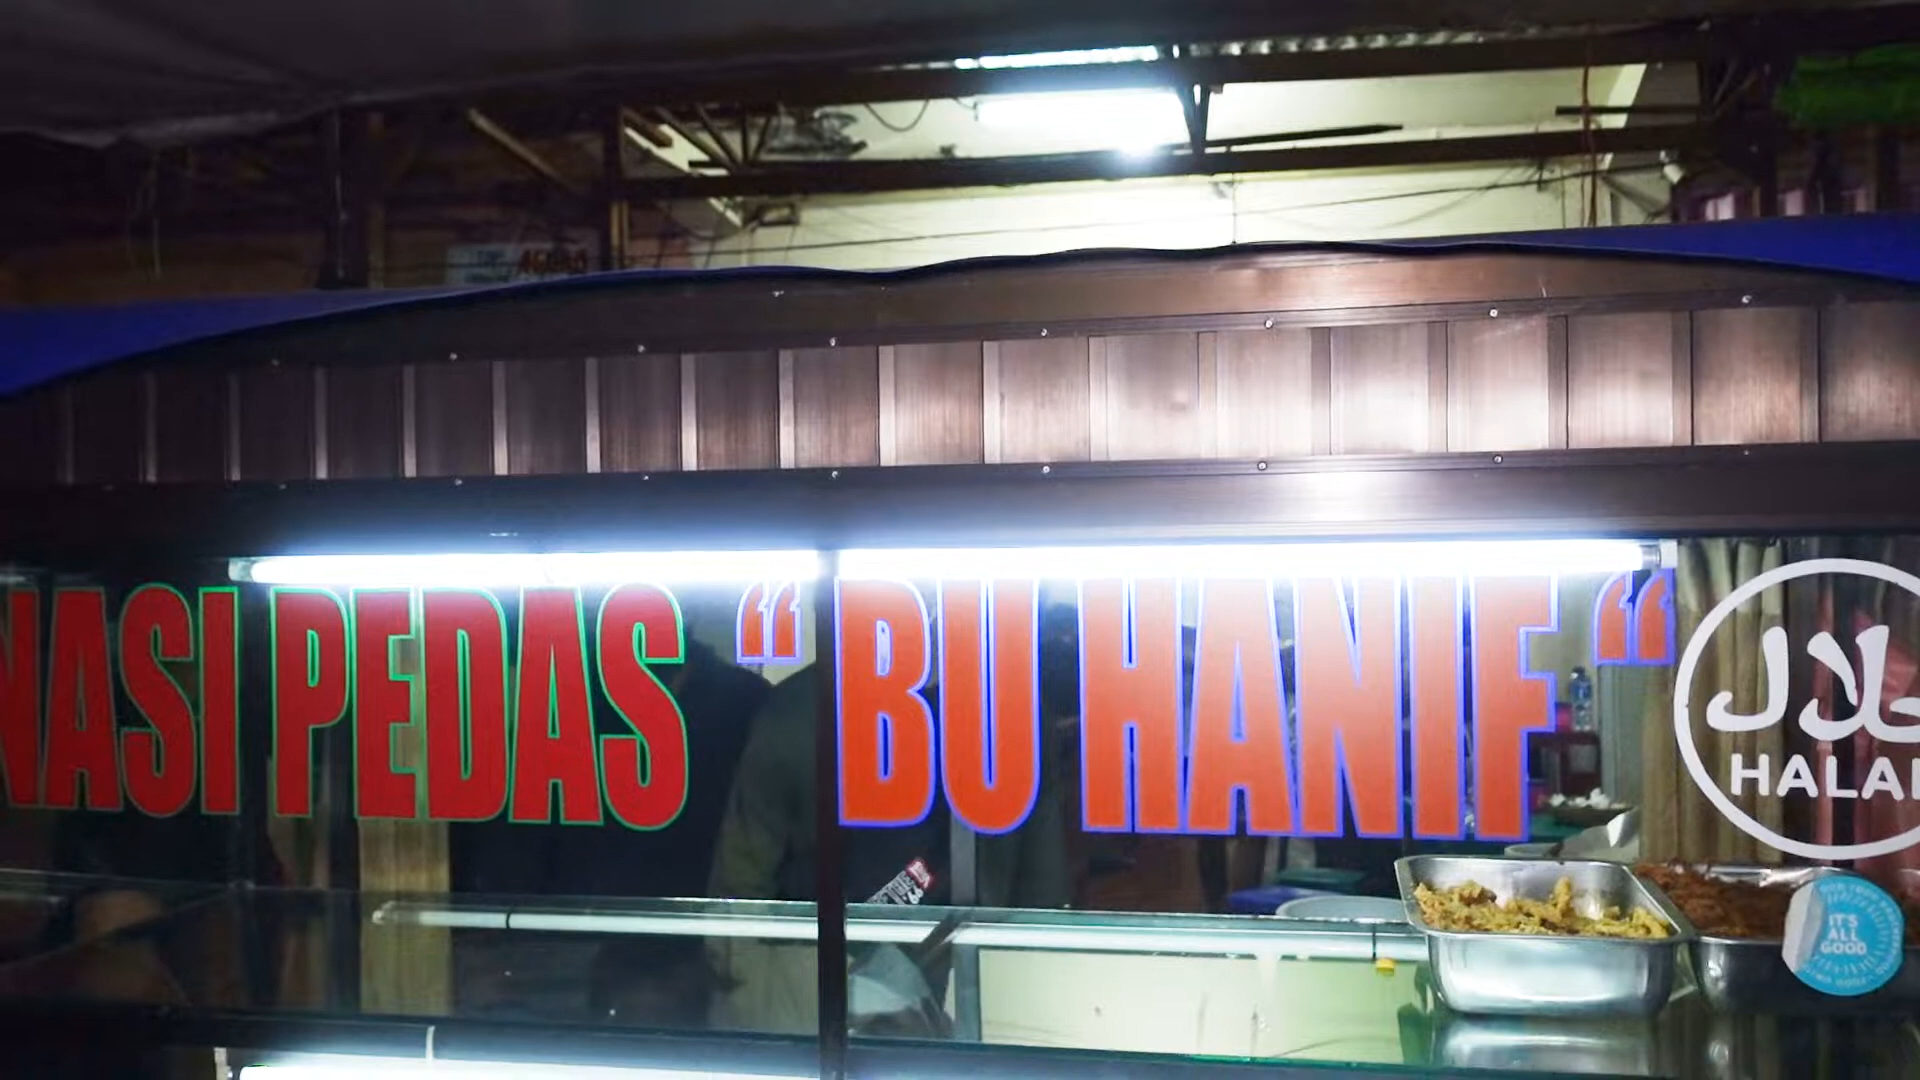 NASI PEDAS “ BU HANIF “
حلال
HALAL
IT'S
ALL
GOOD